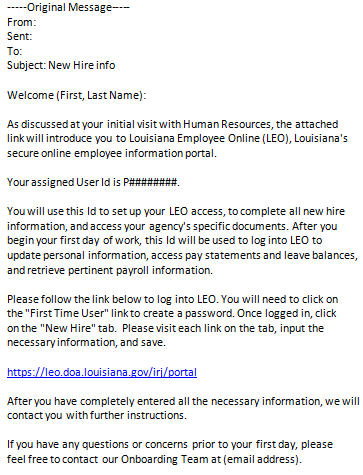 -----Original Message-----
From:
Sent:
To:
Subject: New Hire info
Welcome (First, Last Name):
As discussed at your initial visit with Human Resources, the attached
link will introduce you to Louisiana Employee Online (LEO), Louisiana's
secure online employee information portal.
Your assigned User Id is P########.
You will use this Id to set up your LEO access, to complete all new hire
information, and access your agency's specific documents. After you
begin your first day of work, this Id will be used to log into LEO to
update personal information, access pay statements and leave balances,
and retrieve pertinent payroll information.
Please follow the link below to log into LEO. You will need to click on
the "First Time User" link to create a password. Once logged in, click
on the "New Hire" tab. Please visit each link on the tab, input the
necessary information, and save.
https://leo.doa.louisiana.gov/irj/portal
After you have completely entered all the necessary information, we will
contact you with further instructions.
If you have any questions or concerns prior to your first day, please
feel free to contact our Onboarding Team at (email address).